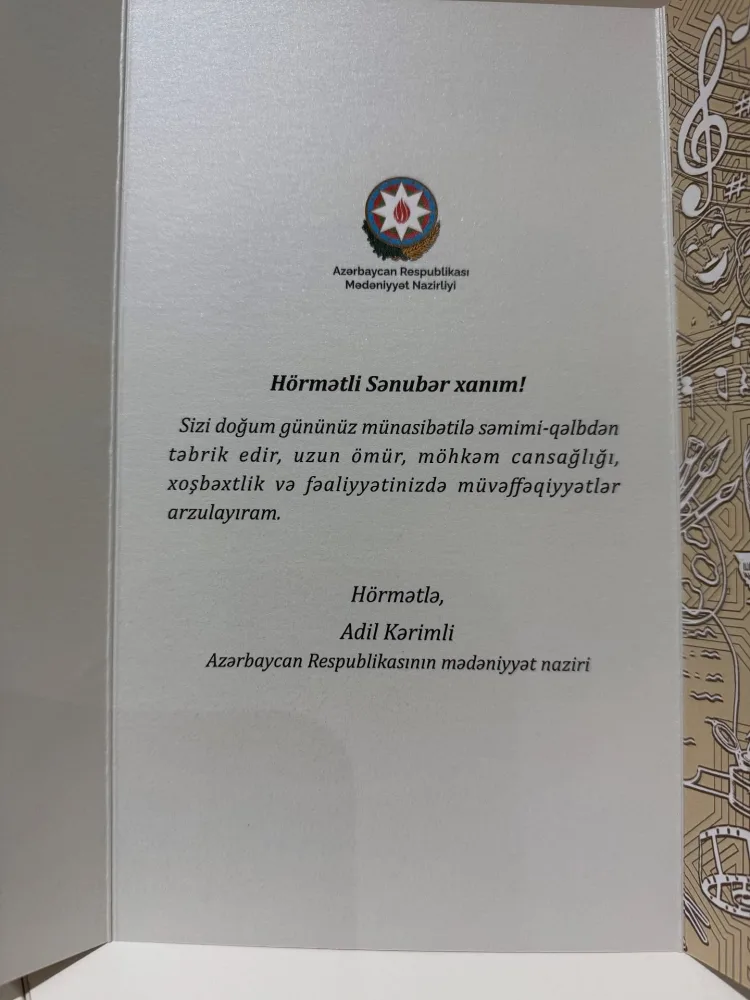 Azərbaycan Respublikası
Mədəniyyət Nazirliyi
Hörmətli Sənubər xanım!
Sizi doğum gününüz münasibətilə səmimi-qəlbdən
təbrik edir, uzun ömür, möhkəm cansağlığı,
xoşbəxtlik və fəaliyyətinizdə müvəffəqiyyətlər
arzulayıram.
Hörmətlə,
Adil Kərimli
Azərbaycan Respublikasının mədəniyyət naziri